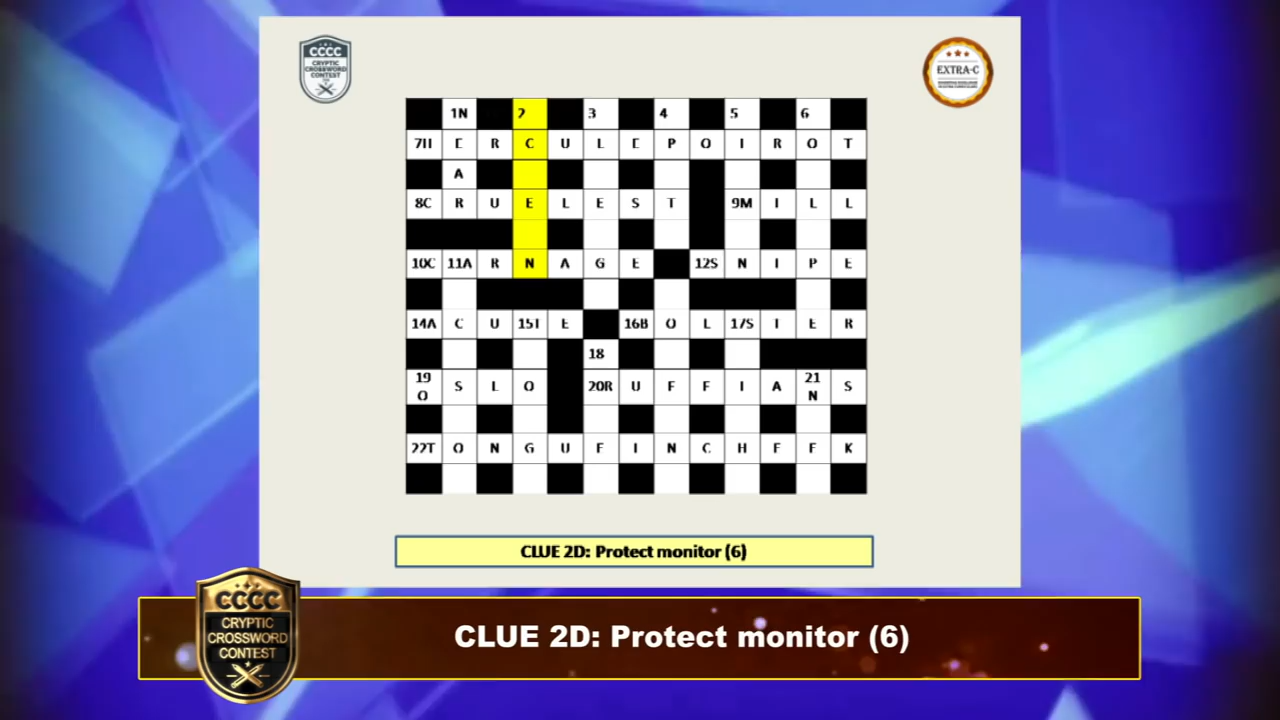 CCCC
CRYPTIC
CROSSWORD
CONTEST
EXTRA-C
1N 2 3 4 5 6
7H E R C U L E P O I R O T
A
8C R U E L E S T 9M I L L
10C 11A R N A G E 12S N I P E
14A C U 15T E 16B O L 17S T E R
18
19 O S L O 20R U F F I A 21 N S
22T O N G U F I N C H F F K
CLUE 2D: Protect monitor (6)
CCCC
CRYPTIC
CROSSWORD
CONTEST
CLUE 2D: Protect monitor (6)